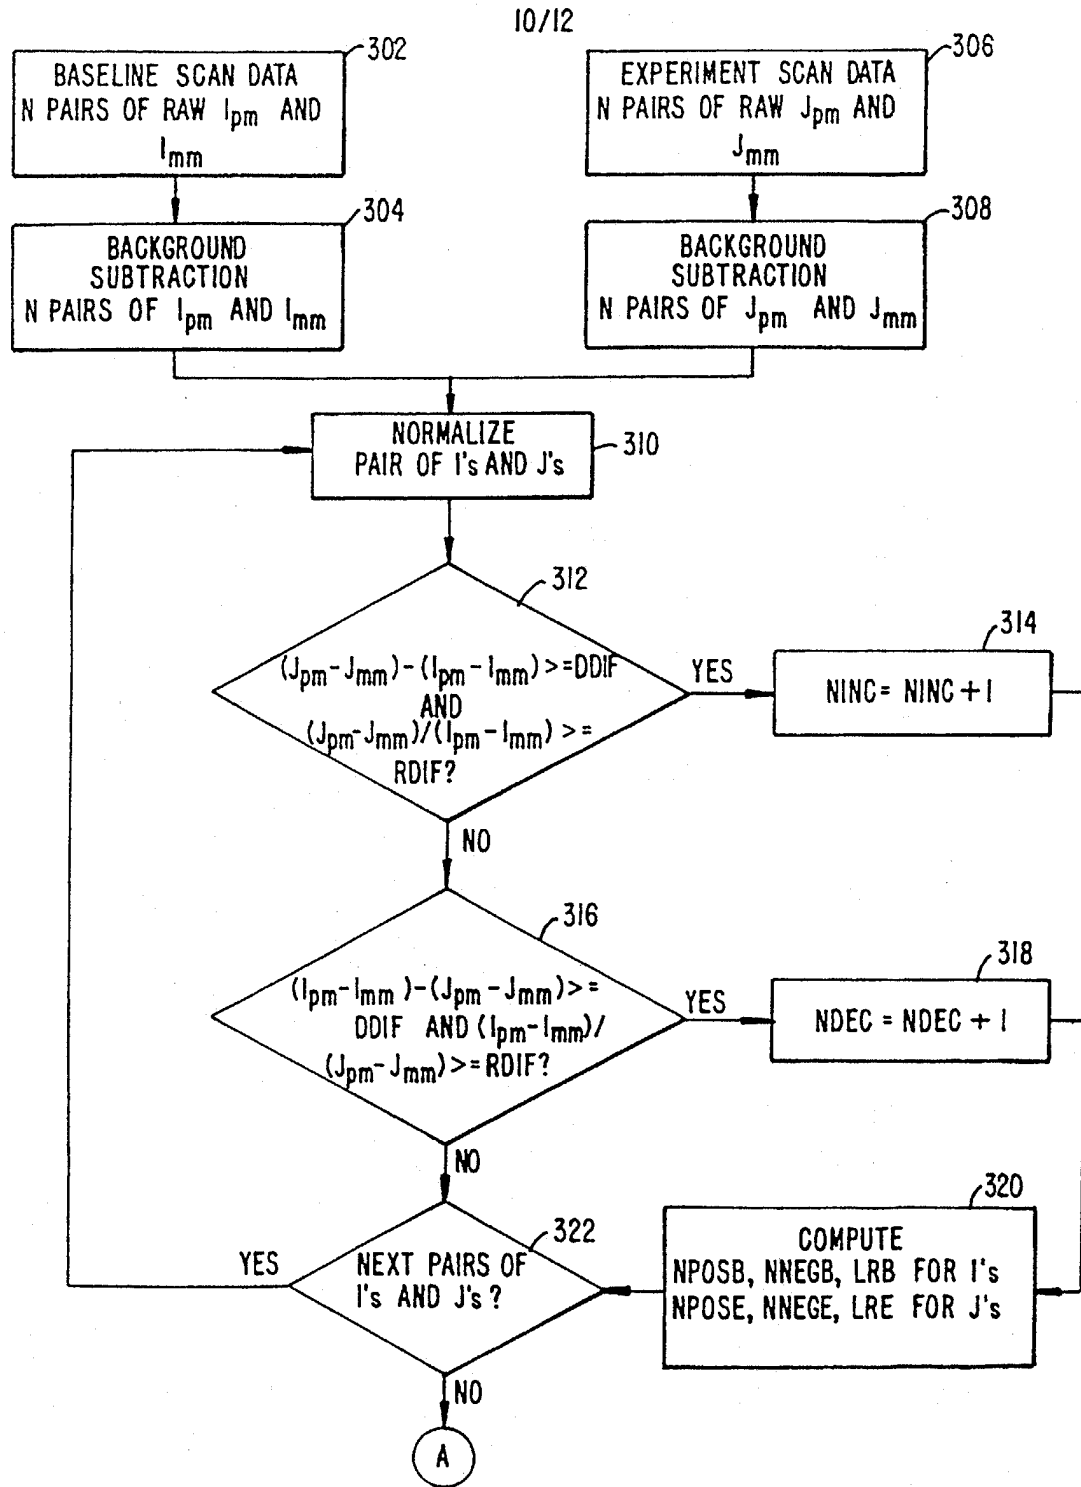 10/12
302
BASELINE SCAN DATA
N PAIRS OF RAW Ipm AND
Imm
306
EXPERIMENT SCAN DATA
N PAIRS OF RAW Jpm AND
Jmm
304
BACKGROUND
SUBTRACTION
N PAIRS OF Ipm AND Imm
308
BACKGROUND
SUBTRACTION
N PAIRS OF Jpm AND Jmm
NORMALIZE
PAIR OF I's AND J's
310
312
(Jpm-Jmm)-(Ipm-Imm) >=DDIF
AND
(Jpm-Jmm)/(Ipm-Imm) >=
RDIF?
YES
314
NINC= NINC+1
NO
316
(Ipm-Imm)-(Jpm-Jmm)>=
DDIF AND (Ipm-Imm)/
(Jpm-Jmm)>=RDIF?
YES
318
NDEC = NDEC + 1
NO
322
NEXT PAIRS OF
I's AND J's?
YES
320
COMPUTE
NPOSB, NNEGB, LRB FOR I's
NPOSE, NNEGE, LRE FOR J's
NO
A